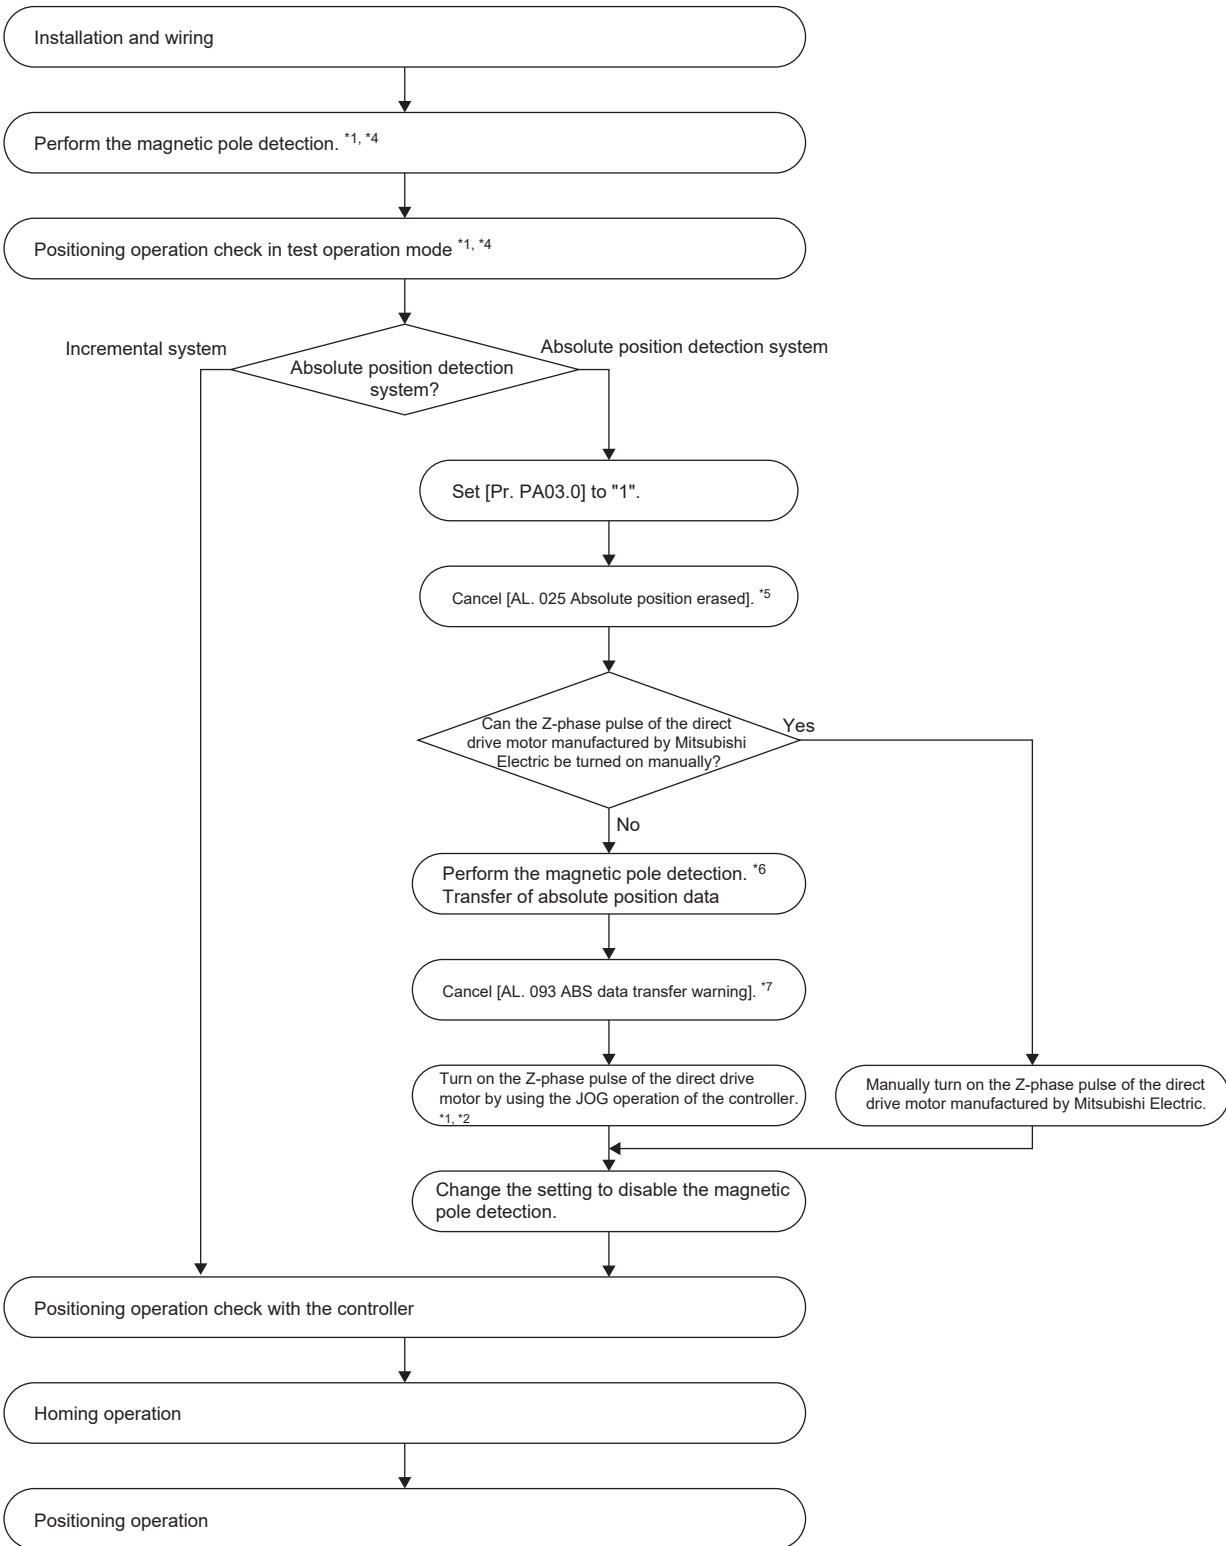 Installation and wiring
Perform the magnetic pole detection. *1, *4
Positioning operation check in test operation mode *1, *4
Incremental system
Absolute position detection system
Absolute position detection
system?
Set [Pr. PA03.0] to "1".
Cancel [AL. 025 Absolute position erased]. *5
Can the Z-phase pulse of the direct
drive motor manufactured by Mitsubishi
Electric be turned on manually?
Yes
No
Perform the magnetic pole detection. *6
Transfer of absolute position data
Cancel [AL. 093 ABS data transfer warning]. *7
Turn on the Z-phase pulse of the direct drive
motor by using the JOG operation of the controller.
*1, *2
Manually turn on the Z-phase pulse of the direct
drive motor manufactured by Mitsubishi Electric.
Change the setting to disable the magnetic
pole detection.
Positioning operation check with the controller
Homing operation
Positioning operation